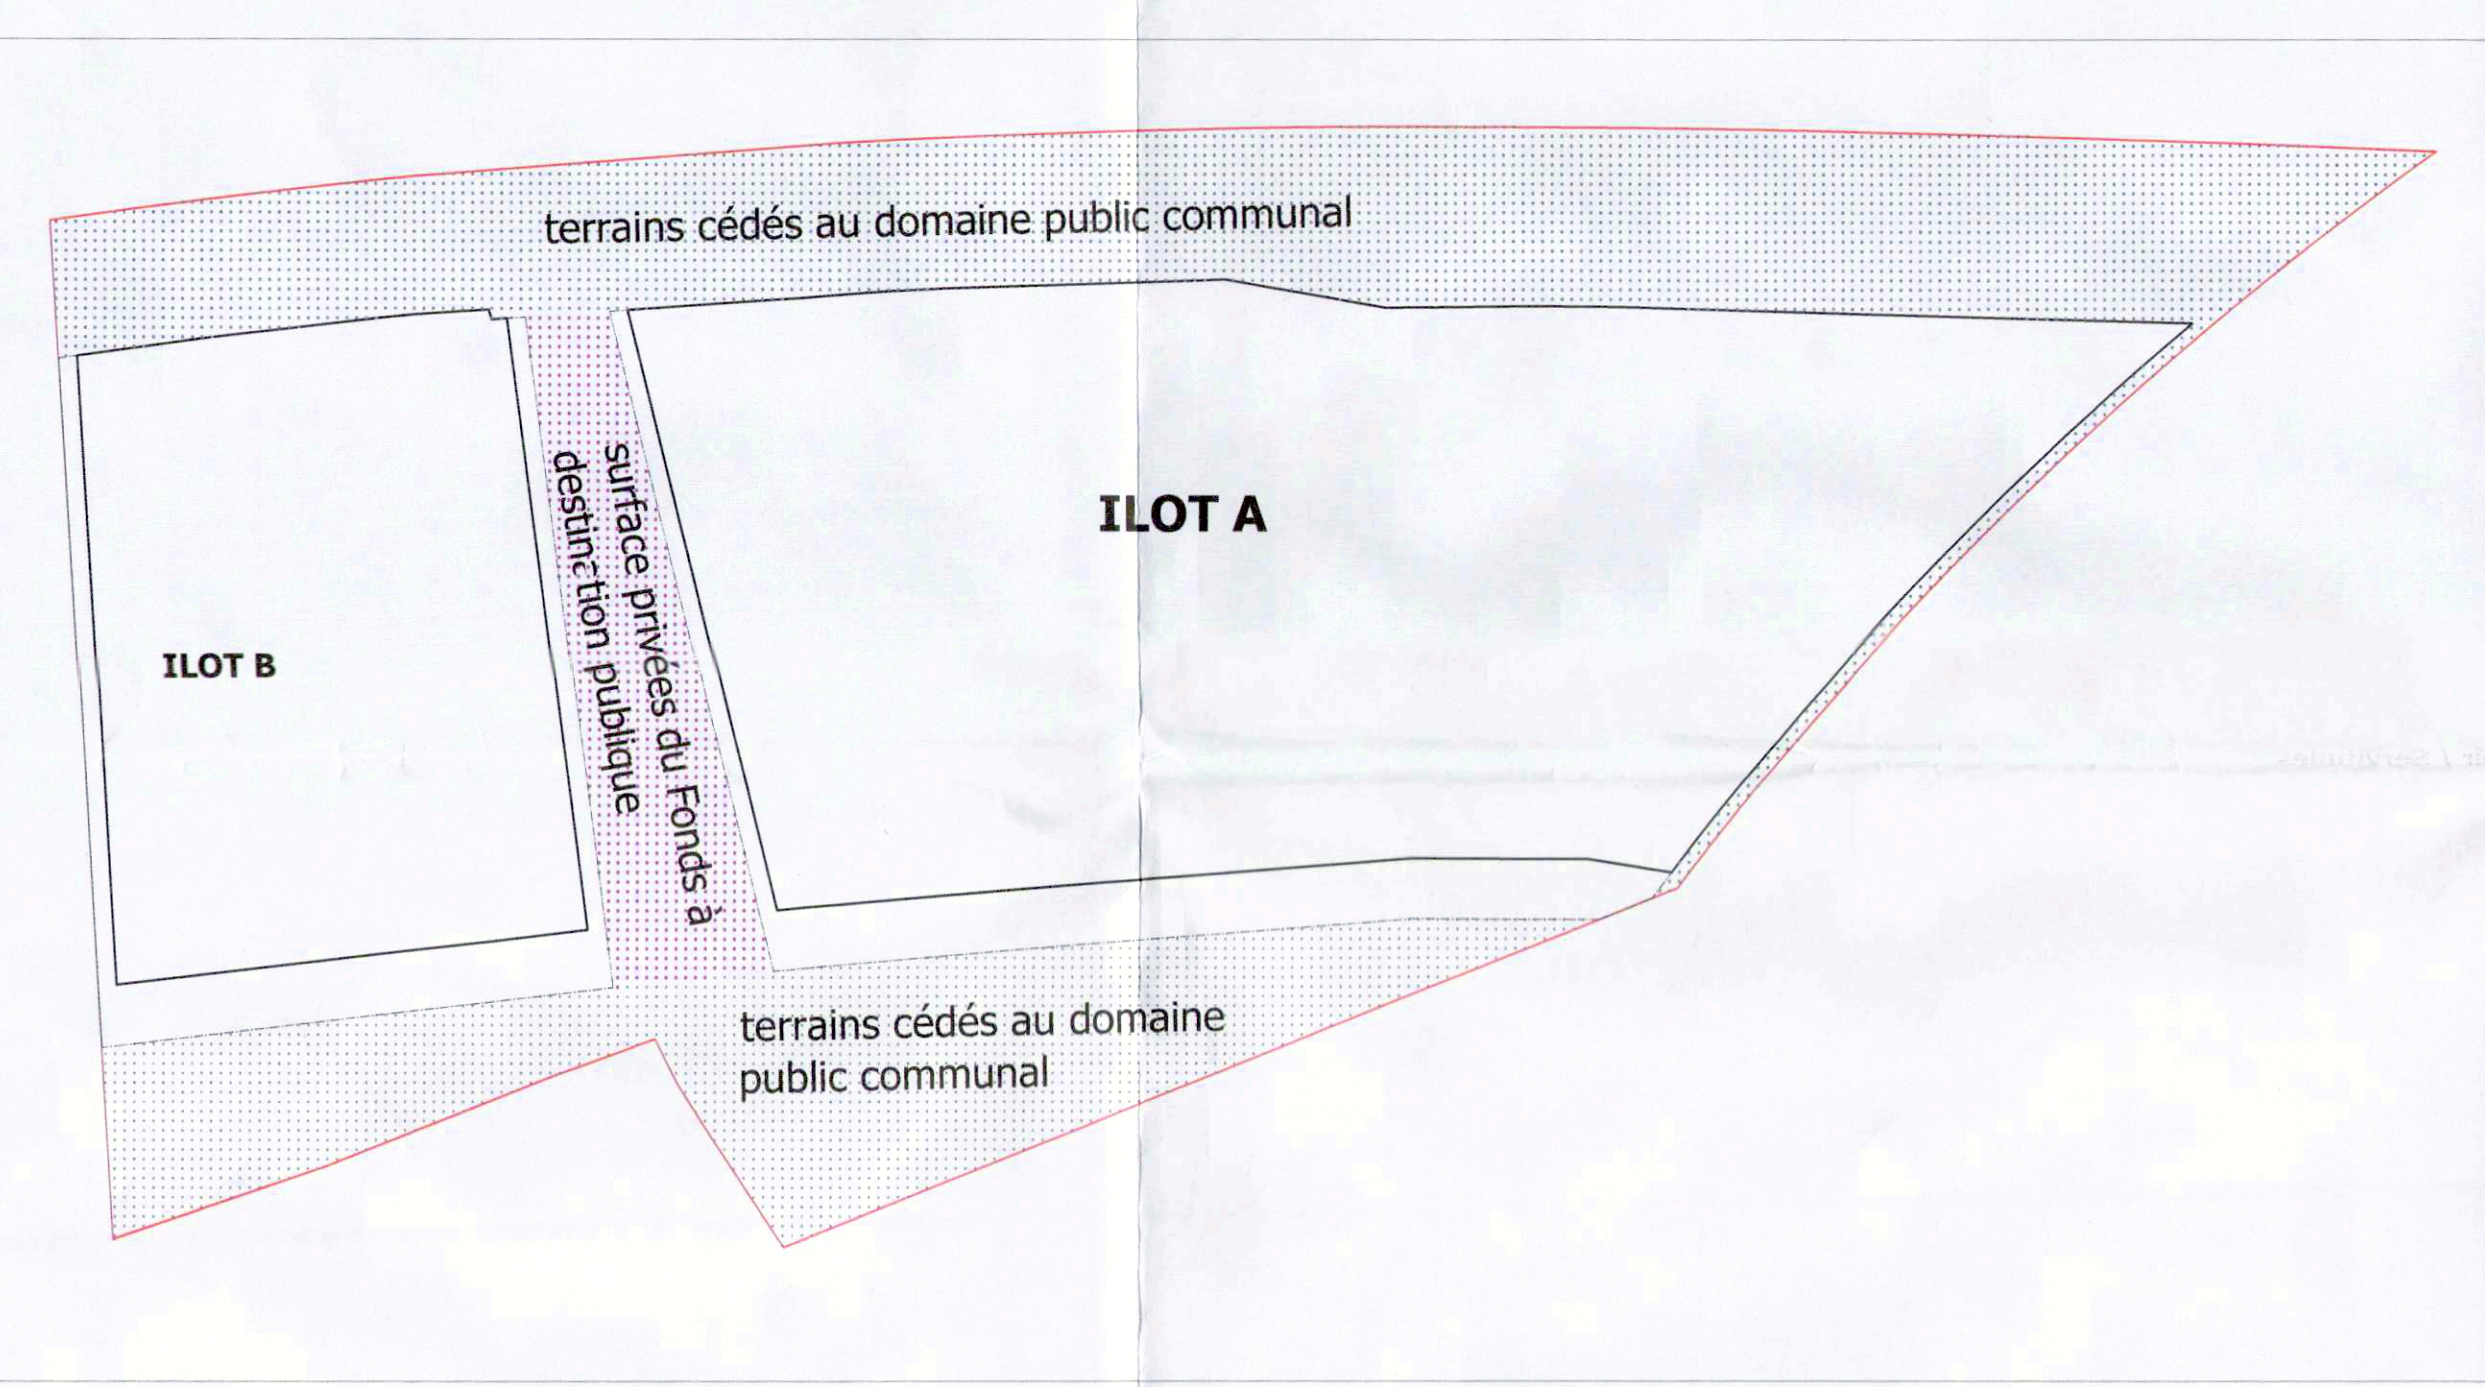 terrains cédés au domaine public communal
ILOT A
ILOT B
surface privées du Fonds à
destination publique
terrains cédés au domaine
public communal
Servitudes